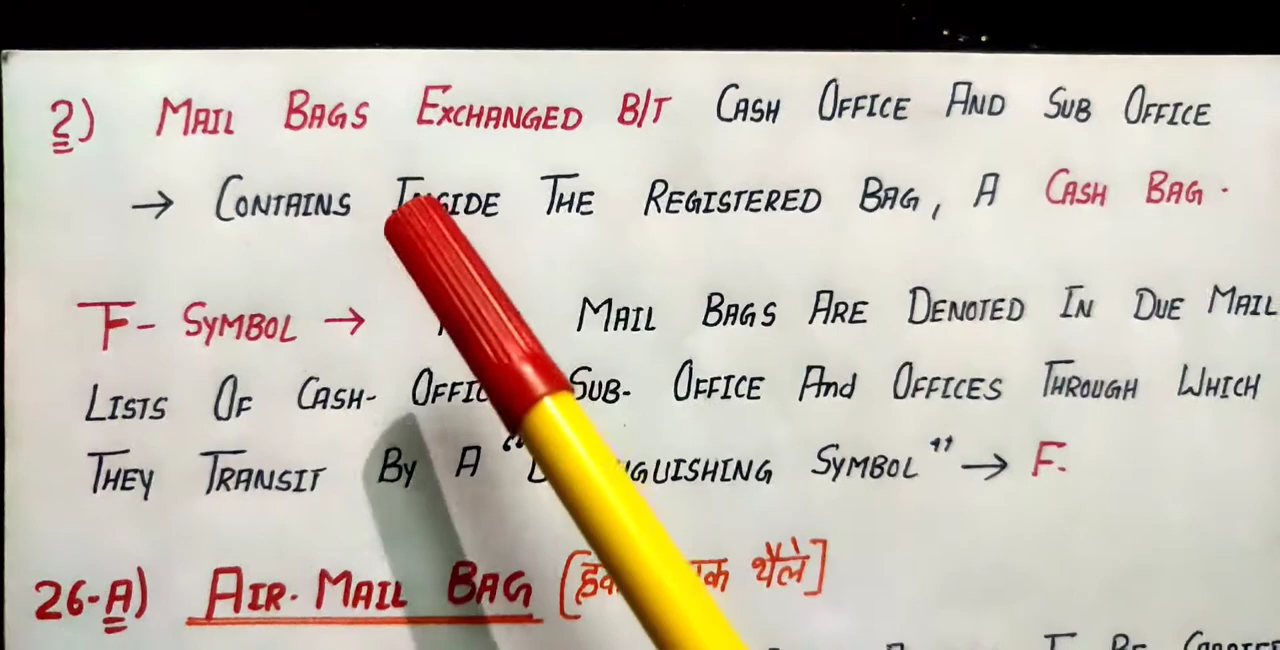 2) MAIL BAGS EXCHANGED B/T CASH OFFICE AND SUB OFFICE
→ CONTAINS INSIDE THE REGISTERED BAG, A CASH BAG.
F- SYMBOL → MAIL BAGS ARE DENOTED IN DUE MAIL
LISTS OF CASH- SUB- OFFICE And OFFICES THROUGH WHICH
THEY TRANSIT By A SYMBOL" → F.
26-A) AIR-MAIL BAG थैले]
BE